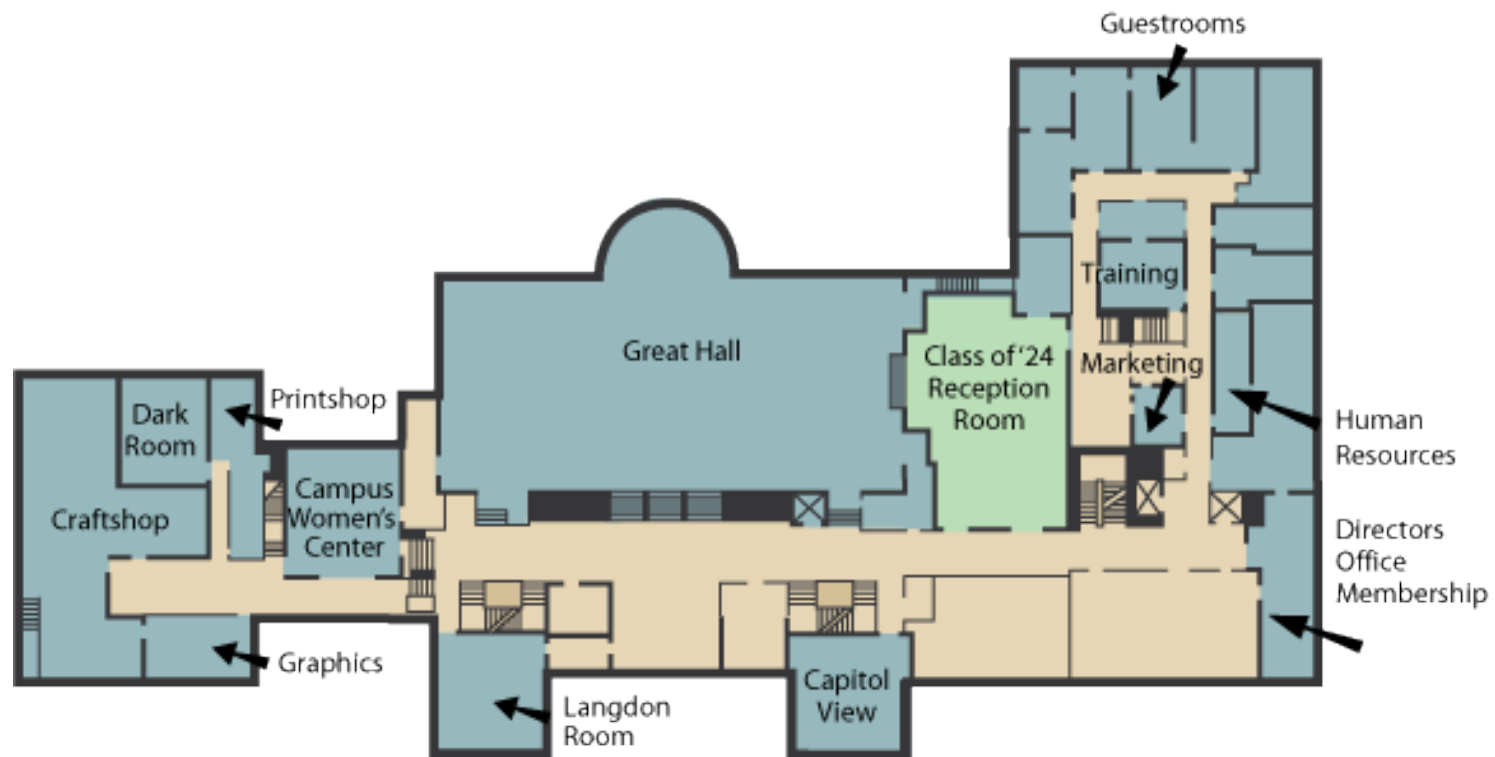 Guestrooms
Training
Great Hall
Class of ‘24
Reception
Room
Marketing
Printshop
Dark
Room
Human
Resources
Campus
Women's
Center
Craftshop
Directors
Office
Membership
Graphics
Langdon
Room
Capitol
View